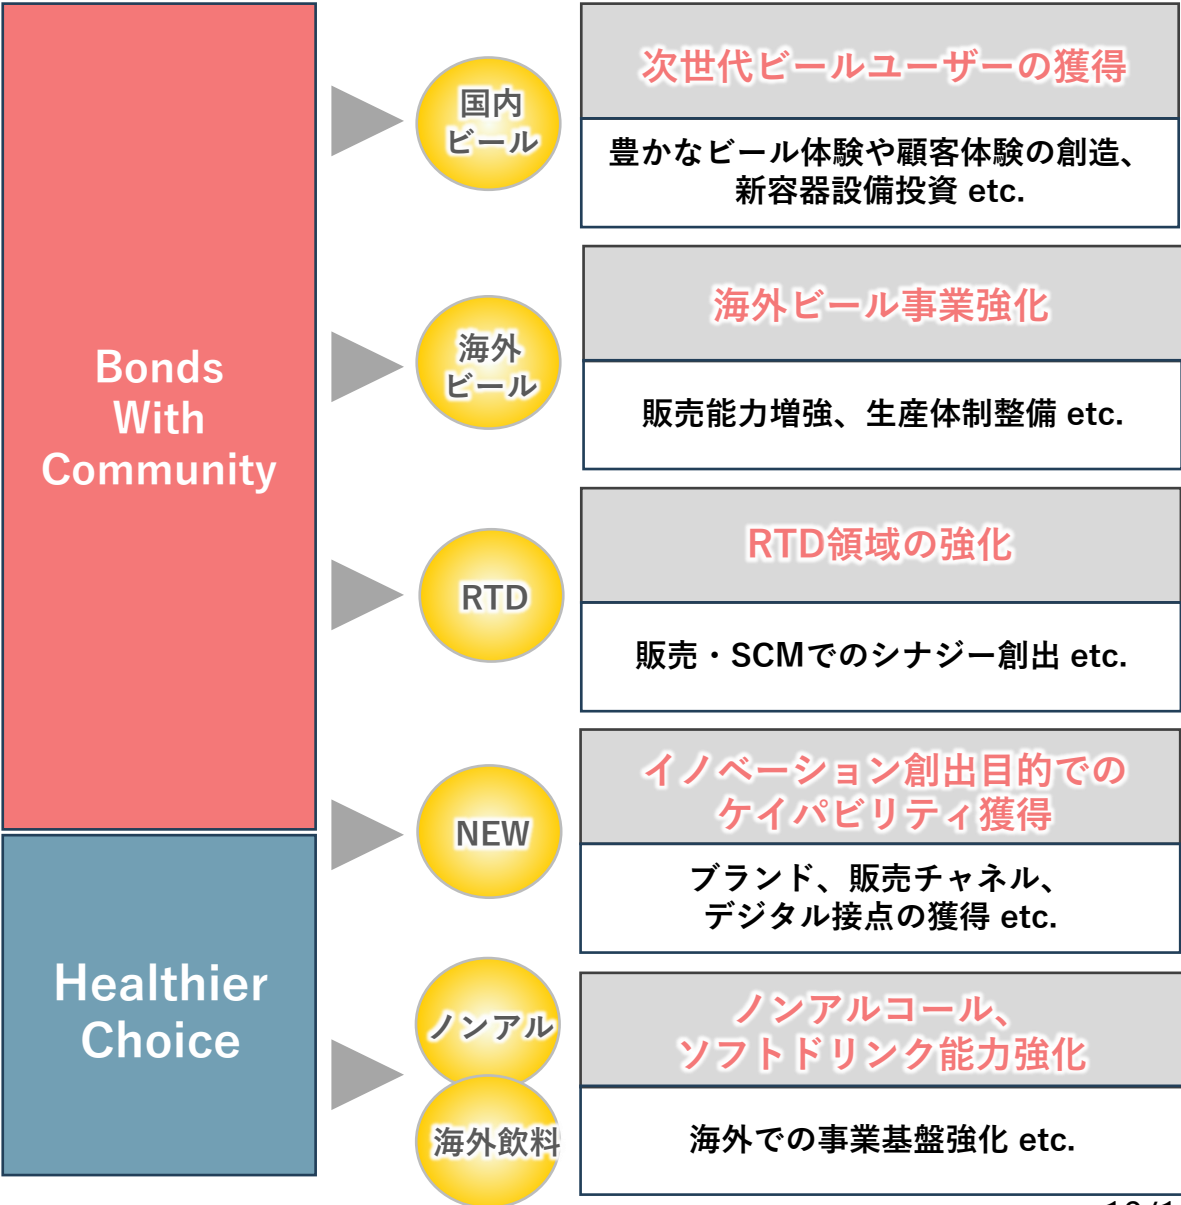 Bonds
With
Community
国内
ビール
次世代ビールユーザーの獲得
豊かなビール体験や顧客体験の創造、
新容器設備投資 etc.
海外
ビール
海外ビール事業強化
販売能力増強、生産体制整備 etc.
RTD
RTD領域の強化
販売・SCMでのシナジー創出 etc.
NEW
イノベーション創出目的での
ケイパビリティ獲得
ブランド、販売チャネル、
デジタル接点の獲得 etc.
Healthier
Choice
ノンアル
海外飲料
ノンアルコール、
ソフトドリンク能力強化
海外での事業基盤強化 etc.